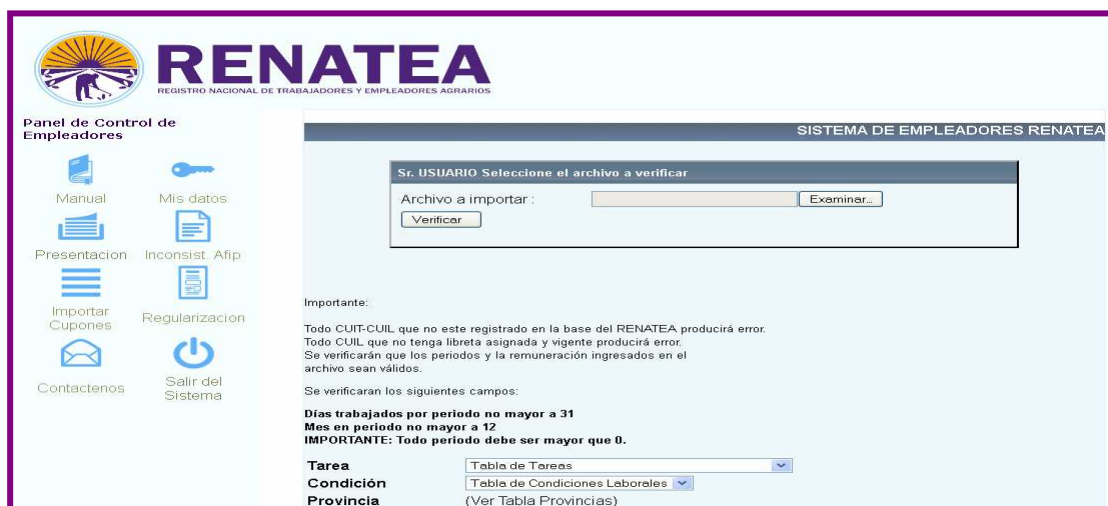 RENATEA
REGISTRO NACIONAL DE TRABAJADORES Y EMPLEADORES AGRARIOS
Panel de Control de
Empleadores
Manual
Mis datos
Presentacion
Inconsist. Afip
Importar
Cupones
Regularizacion
Contactenos
Salir del
Sistema
SISTEMA DE EMPLEADORES RENATEA
Sr. USUARIO Seleccione el archivo a verificar
Archivo a importar :
Examinar...
Verificar
Importante:
Todo CUIT-CUIL que no este registrado en la base del RENATEA producirá error.
Todo CUIL que no tenga libreta asignada y vigente producirá error.
Se verificarán que los periodos y la remuneración ingresados en el
archivo sean válidos.
Se verificaran los siguientes campos:
Días trabajados por periodo no mayor a 31
Mes en periodo no mayor a 12
IMPORTANTE: Todo periodo debe ser mayor que 0.
Tarea Tabla de Tareas
Condición Tabla de Condiciones Laborales
Provincia (Ver Tabla Provincias)